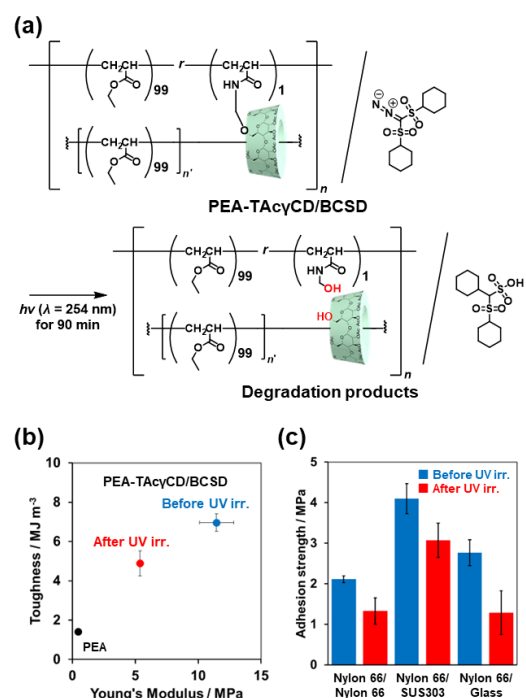 (a)
CH₂CH
99
r
CH₂CH
1
O
O
HN
O
O
CH₂CH
99
n'
O
O
n
N
N
O
S
O
O
S
O
PEA-TAcγCD/BCSD
hν (λ = 254 nm)
for 90 min
CH₂CH
99
r
CH₂CH
1
O
O
HN
O
OH
HO
CH₂CH
99
n'
O
O
n
O
S
OH
O
O
S
O
Degradation products
(b)
PEA-TAcγCD/BCSD
Before UV irr.
After UV irr.
PEA
10
8
6
4
2
0
0 5 10 15
Toughness / MJ m⁻³
Young's Modulus / MPa
(c)
Before UV irr.
After UV irr.
5
4
3
2
1
0
Adhesion strength / MPa
Nylon 66/ Nylon 66/ Nylon 66/
Nylon 66 SUS303 Glass